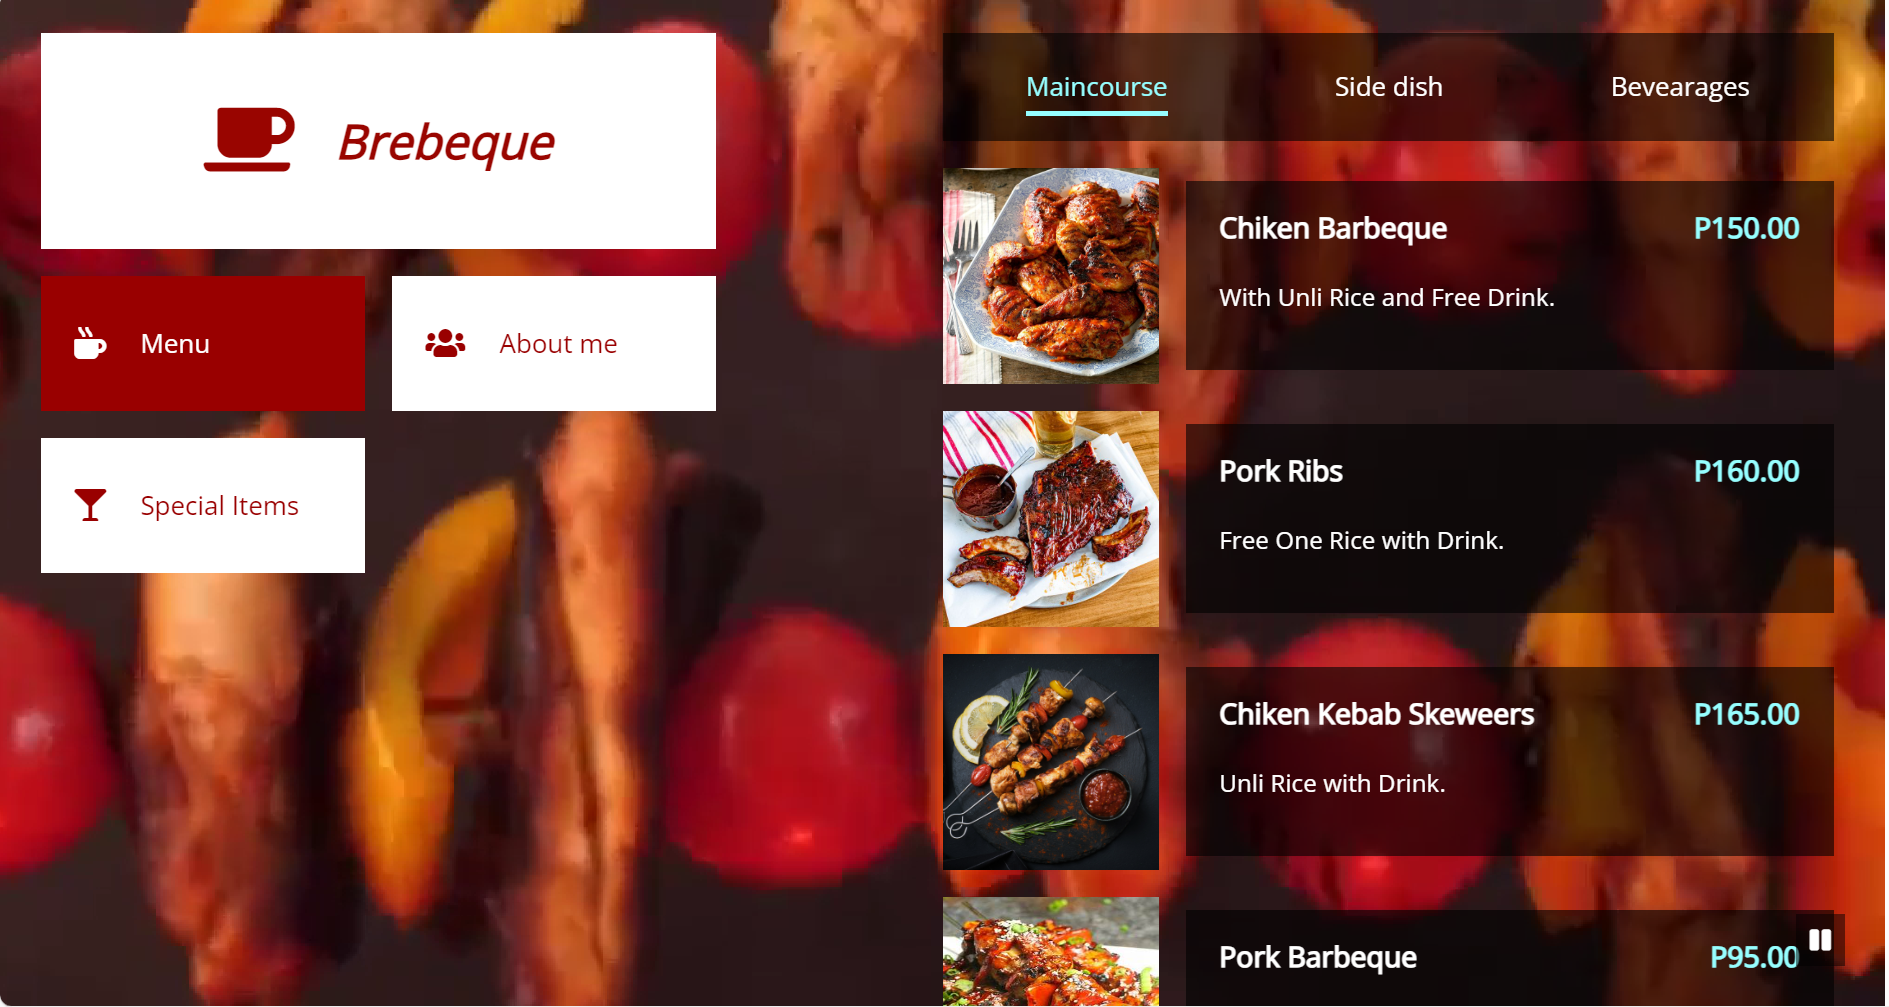 Brebeque
Menu
About me
Special Items
Maincourse
Side dish
Bevearages
Chiken Barbeque
P150.00
With Unli Rice and Free Drink.
Pork Ribs
P160.00
Free One Rice with Drink.
Chiken Kebab Skeweers
P165.00
Unli Rice with Drink.
Pork Barbeque
P95.00